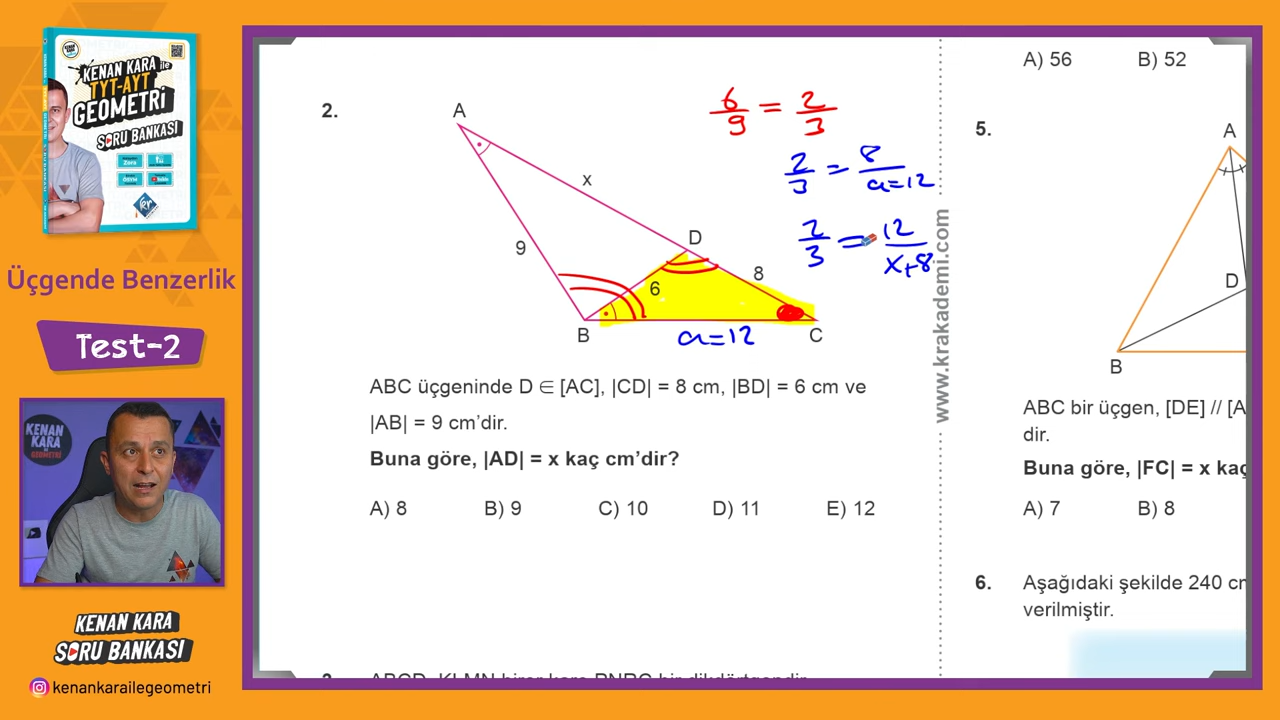 KENAN KARA ile
TYT-AYT
GEOMETRİ
SORU BANKASI
Üçgende Benzerlik
Test-2
KENAN
KARA
GEOMETRİ
KENAN KARA
SORU BANKASI
kenankarailegeometri
2.
A
x
9
D
8
6
B
a=12
C
6/9 = 2/3
2/3 = 8/a=12
2/3 = 12/x+8
ABC üçgeninde D ∈ [AC], |CD| = 8 cm, |BD| = 6 cm ve
|AB| = 9 cm’dir.
Buna göre, |AD| = x kaç cm’dir?
A) 8 B) 9 C) 10 D) 11 E) 12
www.krakademi.com
A) 56 B) 52
5.
A
D
B
ABC bir üçgen, [DE] // [A
dir.
Buna göre, |FC| = x kaç
A) 7 B) 8
6. Aşağıdaki şekilde 240 cm
verilmiştir.